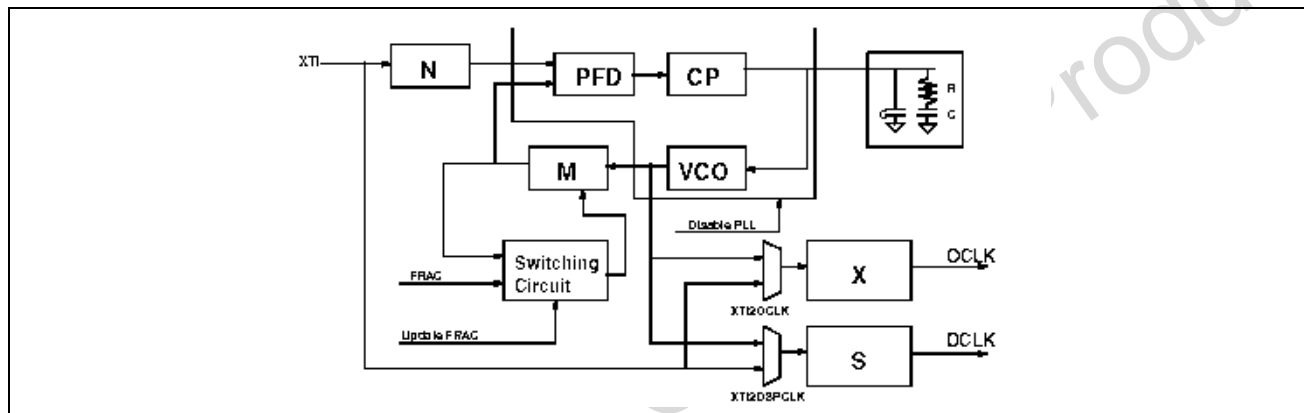 XTI
N
PFD
CP
R
C
C
M
VCO
Disable PLL
Switching
Circuit
FRAC
Update FRAC
X
OCLK
XTI2OCLK
S
DCLK
XTI2DSPCLK